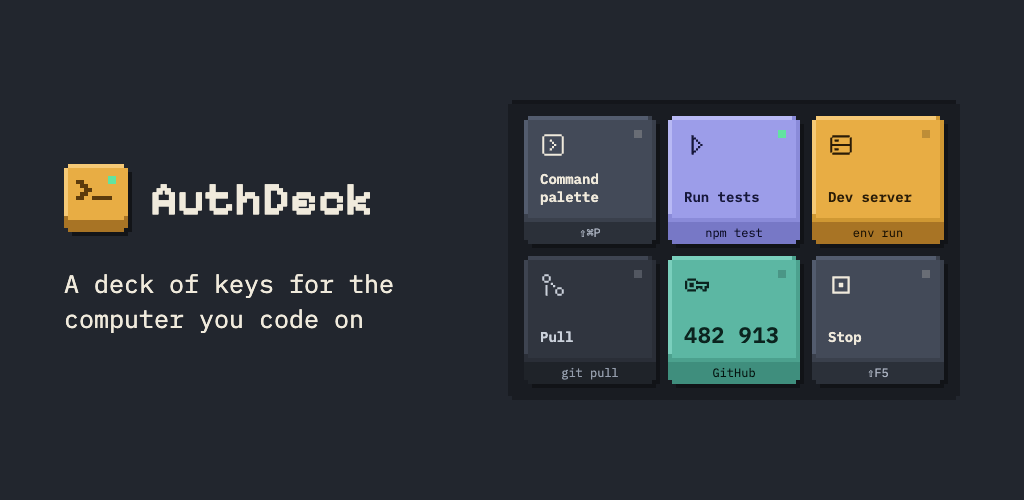 AuthDeck
A deck of keys for the
computer you code on
Command
palette
⇧⌘P
Run tests
npm test
Dev server
env run
Pull
git pull
482 913
GitHub
Stop
⇧F5